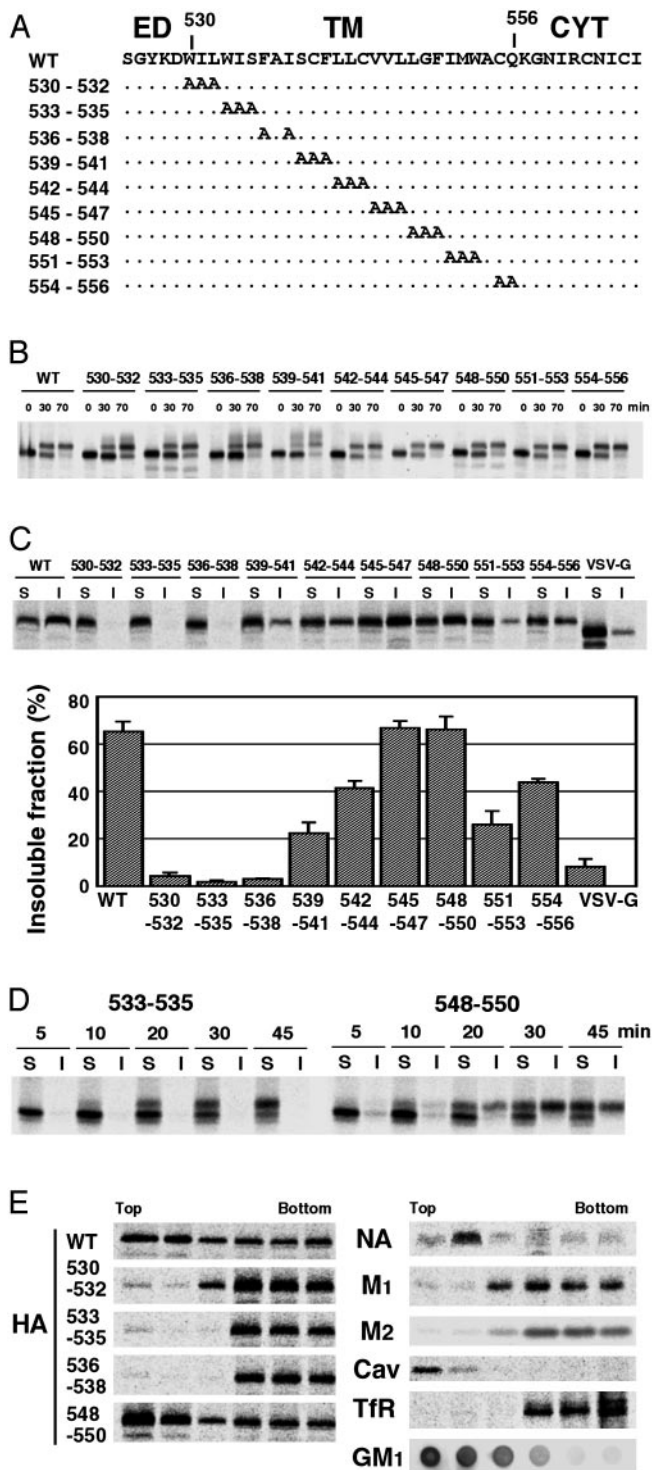 A
ED 530 TM 556 CYT
WT SGYKDWILWISFAISCFLLCVVLLGFIMWACQKGNIRCNICI
530 - 532 .....AAA..................................
533 - 535 ........AAA...............................
536 - 538 ...........A.A............................
539 - 541 ..............AAA.........................
542 - 544 .................AAA......................
545 - 547 ....................AAA...................
548 - 550 .......................AAA................
551 - 553 ..........................AAA.............
554 - 556 ..............................AA..........
B
WT 530-532 533-535 536-538 539-541 542-544 545-547 548-550 551-553 554-556
0 30 70 0 30 70 0 30 70 0 30 70 0 30 70 0 30 70 0 30 70 0 30 70 0 30 70 0 30 70 min
C
WT 530-532 533-535 536-538 539-541 542-544 545-547 548-550 551-553 554-556 VSV-G
S I S I S I S I S I S I S I S I S I S I S I
Insoluble fraction (%)
80
60
40
20
0
WT 530 533 536 539 542 545 548 551 554 VSV-G
-532 -535 -538 -541 -544 -547 -550 -553 -556
D
533-535 548-550
5 10 20 30 45 5 10 20 30 45 min
S I S I S I S I S I S I S I S I S I S I
E
Top Bottom
HA
WT
530
-532
533
-535
536
-538
548
-550
Top Bottom
NA
M1
M2
Cav
TfR
GM1